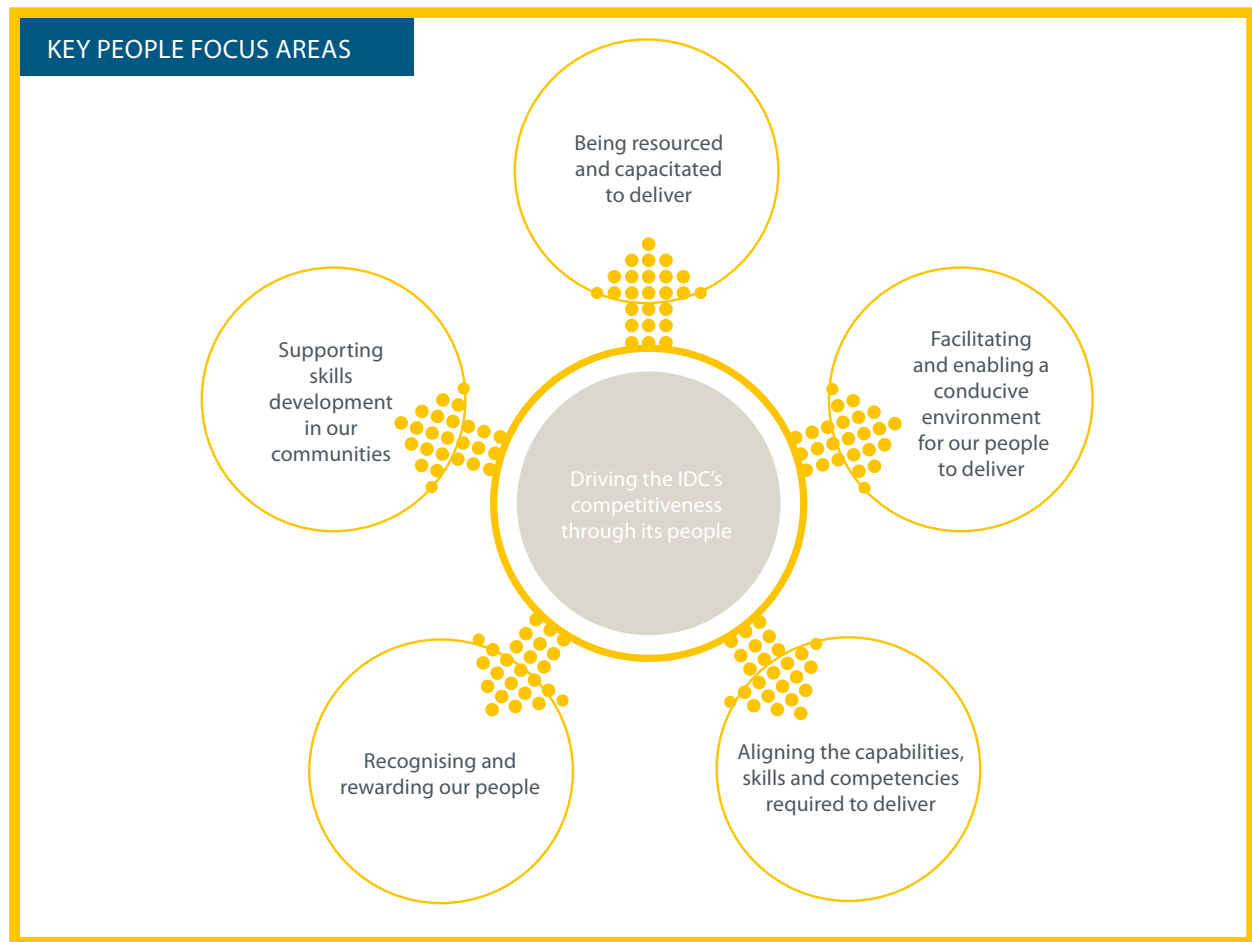 KEY PEOPLE FOCUS AREAS
Being resourced
and capacitated
to deliver
Facilitating
and enabling a
conducive
environment
for our people
to deliver
Aligning the capabilities,
skills and competencies
required to deliver
Recognising and
rewarding our people
Supporting
skills
development
in our
communities
Driving the IDC’s
competitiveness
through its people